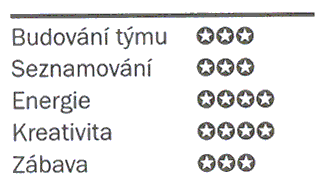 Budování týmu ✪✪✪
Seznamování ✪✪✪
Energie ✪✪✪✪
Kreativita ✪✪✪✪
Zábava ✪✪✪